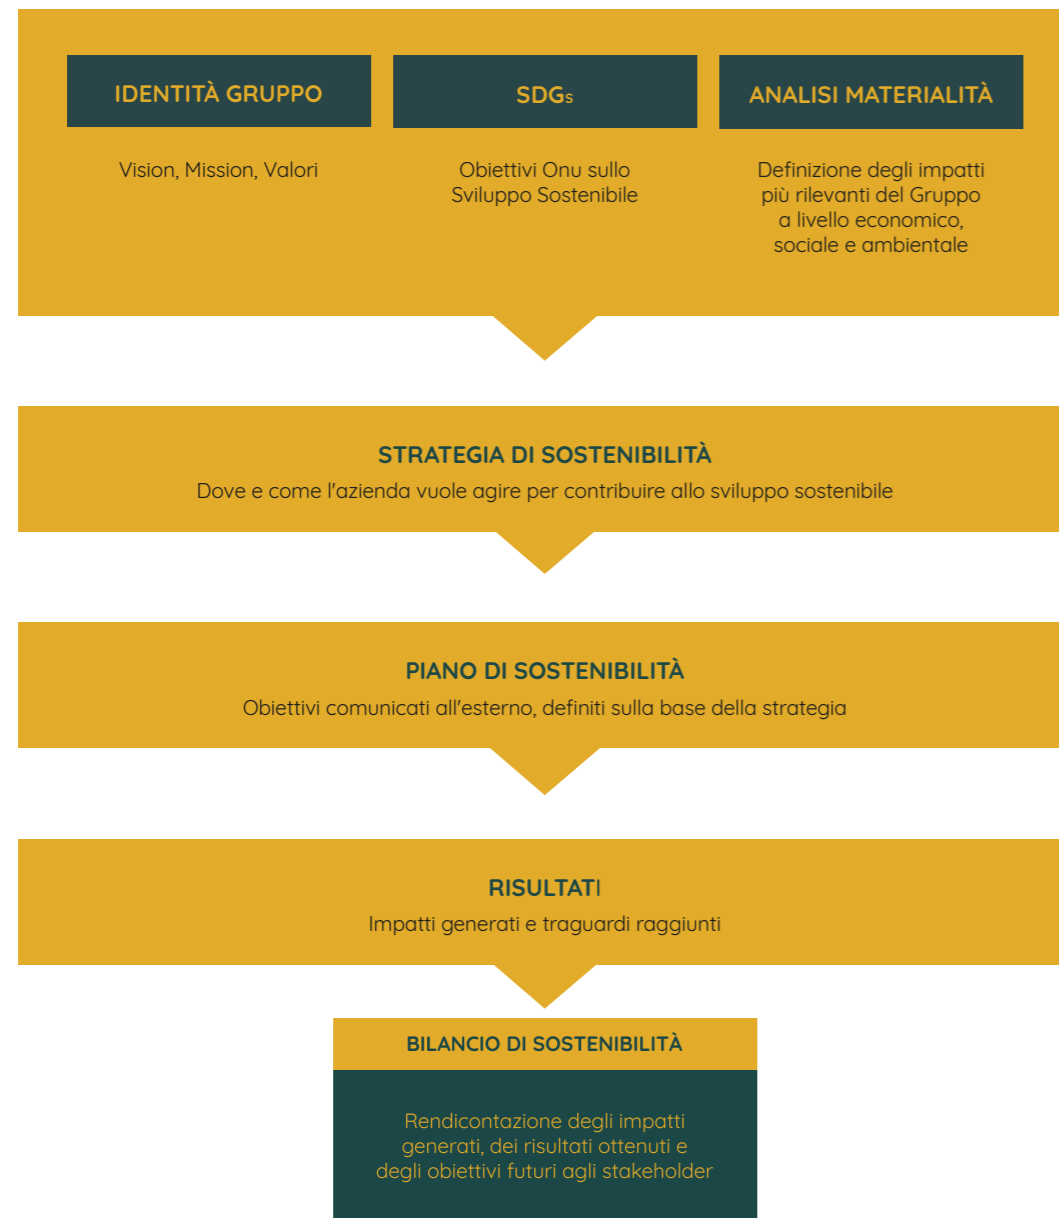 IDENTITÀ GRUPPO
Vision, Mission, Valori
SDGs
Obiettivi Onu sullo
Sviluppo Sostenibile
ANALISI MATERIALITÀ
Definizione degli impatti
più rilevanti del Gruppo
a livello economico,
sociale e ambientale
STRATEGIA DI SOSTENIBILITÀ
Dove e come l'azienda vuole agire per contribuire allo sviluppo sostenibile
PIANO DI SOSTENIBILITÀ
Obiettivi comunicati all'esterno, definiti sulla base della strategia
RISULTATI
Impatti generati e traguardi raggiunti
BILANCIO DI SOSTENIBILITÀ
Rendicontazione degli impatti
generati, dei risultati ottenuti e
degli obiettivi futuri agli stakeholder